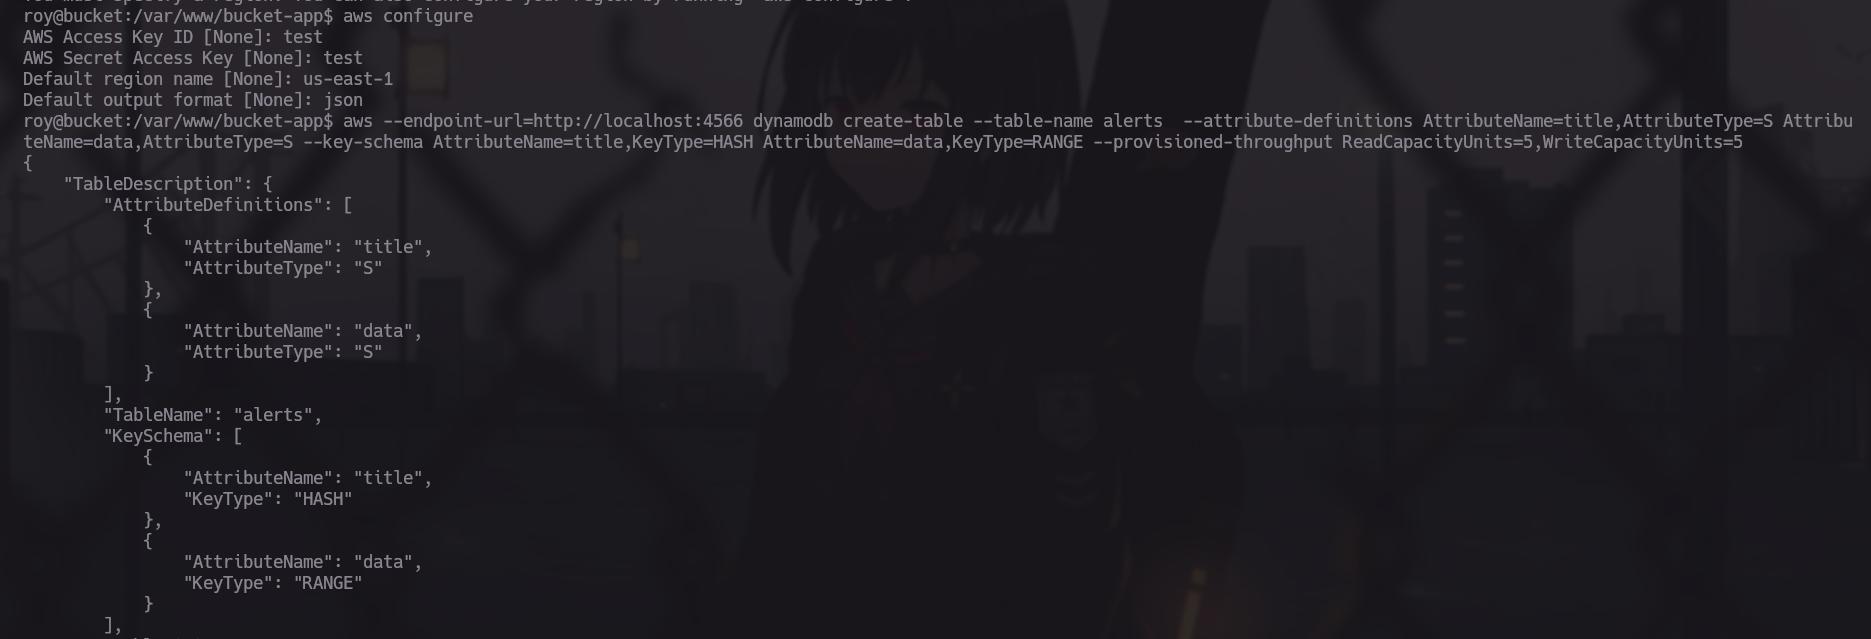 roy@bucket:/var/www/bucket-app$ aws configure
AWS Access Key ID [None]: test
AWS Secret Access Key [None]: test
Default region name [None]: us-east-1
Default output format [None]: json
roy@bucket:/var/www/bucket-app$ aws --endpoint-url=http://localhost:4566 dynamodb create-table --table-name alerts  --attribute-definitions AttributeName=title,AttributeType=S Attribu
teName=data,AttributeType=S --key-schema AttributeName=title,KeyType=HASH AttributeName=data,KeyType=RANGE --provisioned-throughput ReadCapacityUnits=5,WriteCapacityUnits=5
{
    "TableDescription": {
        "AttributeDefinitions": [
            {
                "AttributeName": "title",
                "AttributeType": "S"
            },
            {
                "AttributeName": "data",
                "AttributeType": "S"
            }
        ],
        "TableName": "alerts",
        "KeySchema": [
            {
                "AttributeName": "title",
                "KeyType": "HASH"
            },
            {
                "AttributeName": "data",
                "KeyType": "RANGE"
            }
        ],